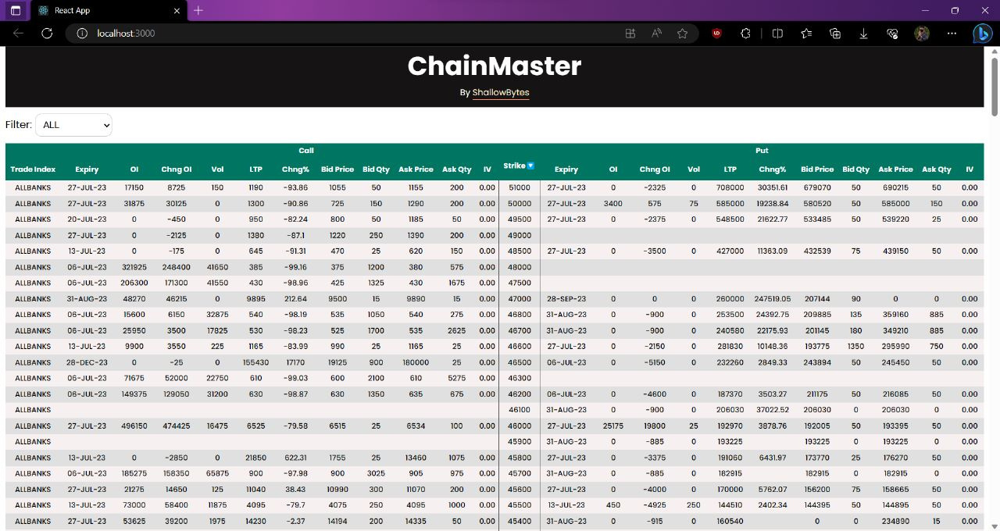 React App
localhost:3000
ChainMaster
By ShallowBytes
Filter: ALL
Call Put
Trade Index Expiry OI Chng OI Vol LTP Chng% Bid Price Bid Qty Ask Price Ask Qty IV Strike Expiry OI Chng OI Vol LTP Chng% Bid Price Bid Qty Ask Price Ask Qty IV
ALLBANKS 27-JUL-23 17150 8725 150 1190 -93.86 1055 50 1155 200 0.00 51000 27-JUL-23 0 -2325 0 708000 30351.61 679070 50 690215 50 0.00
ALLBANKS 27-JUL-23 31875 30125 0 1300 -90.86 725 150 1290 200 0.00 50000 27-JUL-23 3400 575 75 585000 19238.84 580520 50 585000 150 0.00
ALLBANKS 20-JUL-23 0 -450 0 950 -82.24 800 50 1185 50 0.00 49500 27-JUL-23 0 -2375 0 548500 21622.77 533485 50 539220 25 0.00
ALLBANKS 27-JUL-23 0 -2125 0 1380 -87.1 1220 250 1390 200 0.00 49000
ALLBANKS 13-JUL-23 0 -175 0 645 -91.31 470 25 620 150 0.00 48500 27-JUL-23 0 -3500 0 427000 11363.09 432539 75 439150 50 0.00
ALLBANKS 06-JUL-23 321925 248400 41650 385 -99.16 375 1200 380 575 0.00 48000
ALLBANKS 06-JUL-23 206300 171300 41550 430 -98.96 425 1325 430 1675 0.00 47500
ALLBANKS 31-AUG-23 48270 46215 0 9895 212.64 9500 15 9890 15 0.00 47000 28-SEP-23 0 0 0 260000 247519.05 207144 90 0 0 0.00
ALLBANKS 06-JUL-23 15600 6150 32875 540 -98.19 535 1050 540 275 0.00 46800 31-AUG-23 0 -900 0 253500 24392.75 209885 135 359160 885 0.00
ALLBANKS 06-JUL-23 25950 3500 17825 530 -98.23 525 1700 535 2625 0.00 46700 31-AUG-23 0 -900 0 240580 22175.93 201145 180 349210 885 0.00
ALLBANKS 13-JUL-23 9900 3550 225 1165 -83.99 990 25 1165 25 0.00 46600 27-JUL-23 0 -2150 0 281830 10148.36 193775 1350 295990 750 0.00
ALLBANKS 28-DEC-23 0 -25 0 155430 17170 19125 900 180000 25 0.00 46500 06-JUL-23 0 -5150 0 232260 2849.33 243894 50 245450 50 0.00
ALLBANKS 06-JUL-23 71675 52000 22750 610 -99.03 600 2100 610 5275 0.00 46300
ALLBANKS 06-JUL-23 149375 129050 31200 630 -98.87 630 1350 635 675 0.00 46200 06-JUL-23 0 -4600 0 187370 3503.27 211175 50 216085 50 0.00
ALLBANKS 46100 31-AUG-23 0 -900 0 206030 37022.52 206030 0 206030 0 0.00
ALLBANKS 27-JUL-23 496150 474425 16475 6525 -79.58 6515 25 6534 100 0.00 46000 27-JUL-23 25175 19800 25 192970 3878.76 192005 50 193395 50 0.00
ALLBANKS 45900 31-AUG-23 0 -885 0 193225 193225 0 193225 0 0.00
ALLBANKS 13-JUL-23 0 -2850 0 21850 622.31 1755 25 13460 1075 0.00 45800 27-JUL-23 0 -3375 0 191060 6431.97 173770 25 176270 50 0.00
ALLBANKS 06-JUL-23 185275 158350 65875 900 -97.98 900 3025 905 975 0.00 45700 31-AUG-23 0 -885 0 182915 182915 0 182915 0 0.00
ALLBANKS 27-JUL-23 21275 14650 125 11040 38.43 10990 300 11070 200 0.00 45600 27-JUL-23 0 -4000 0 170000 5762.07 156200 75 158665 50 0.00
ALLBANKS 13-JUL-23 73000 58400 11875 4095 -79.7 4075 250 4095 1000 0.00 45500 13-JUL-23 450 -4925 250 144510 2402.34 144395 50 144895 50 0.00
ALLBANKS 27-JUL-23 53625 39200 1975 14230 -2.37 14194 200 14335 50 0.00 45400 31-AUG-23 0 -915 0 160540 0 0 234890 15 0.00